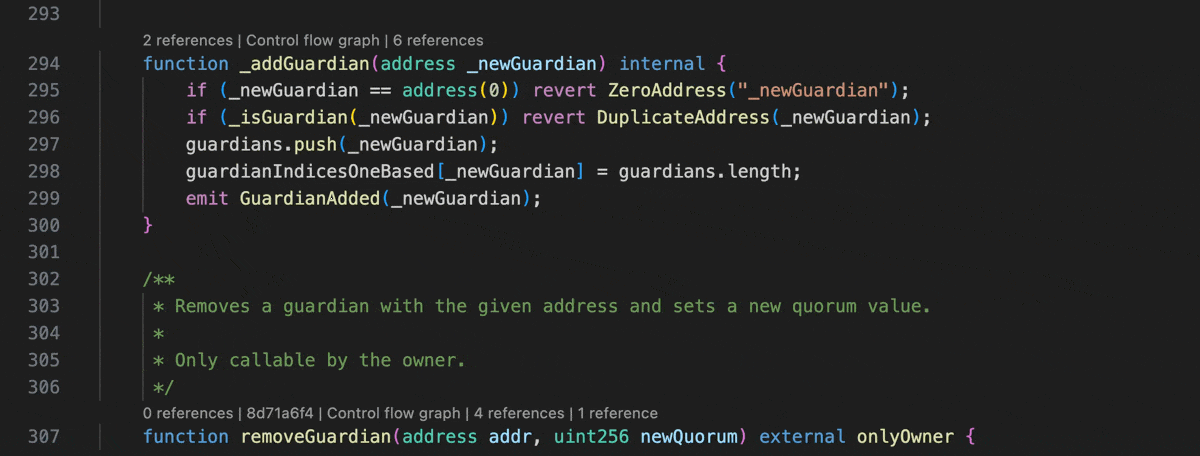 293
2 references | Control flow graph | 6 references
294 function _addGuardian(address _newGuardian) internal {
295 if (_newGuardian == address(0)) revert ZeroAddress("_newGuardian");
296 if (_isGuardian(_newGuardian)) revert DuplicateAddress(_newGuardian);
297 guardians.push(_newGuardian);
298 guardianIndicesOneBased[_newGuardian] = guardians.length;
299 emit GuardianAdded(_newGuardian);
300 }
301
302 /**
303 * Removes a guardian with the given address and sets a new quorum value.
304 *
305 * Only callable by the owner.
306 */
0 references | 8d71a6f4 | Control flow graph | 4 references | 1 reference
307 function removeGuardian(address addr, uint256 newQuorum) external onlyOwner {